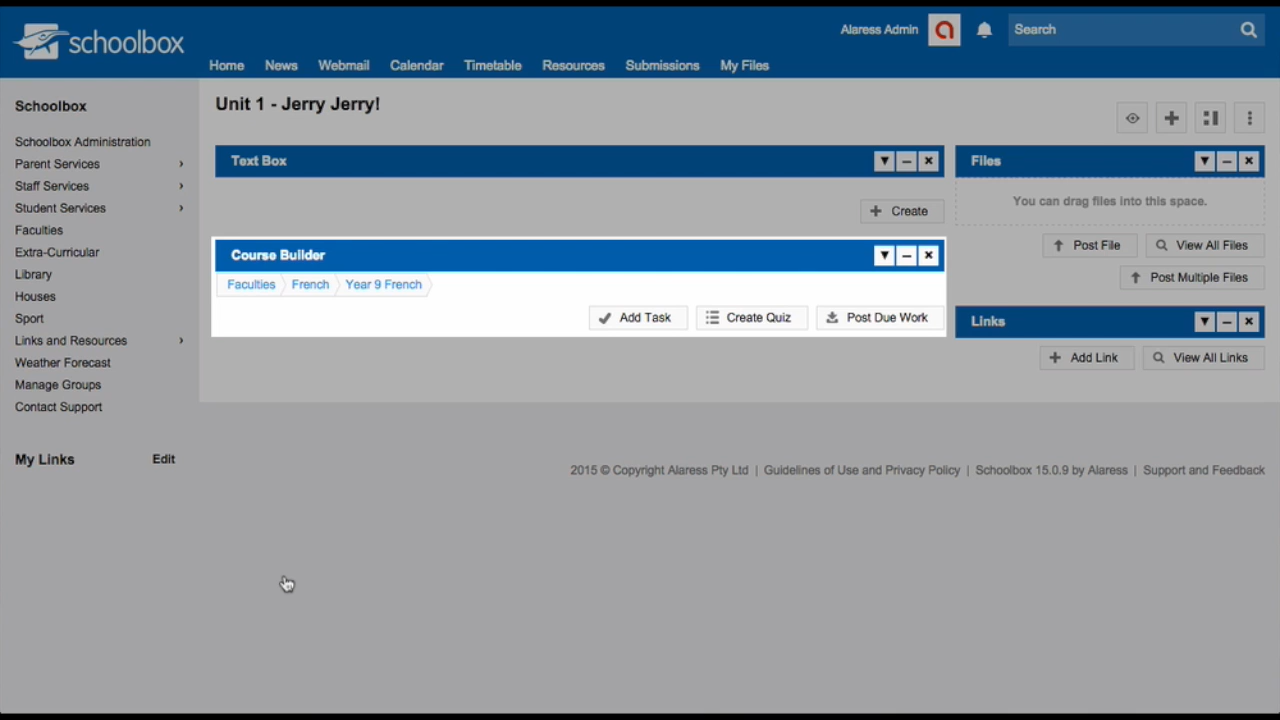 schoolbox
Alaress Admin
Search
Home News Webmail Calendar Timetable Resources Submissions My Files
Schoolbox
Schoolbox Administration
Parent Services
Staff Services
Student Services
Faculties
Extra-Curricular
Library
Houses
Sport
Links and Resources
Weather Forecast
Manage Groups
Contact Support
My Links Edit
Unit 1 - Jerry Jerry!
Text Box
Create
Course Builder
Faculties French Year 9 French
Add Task Create Quiz Post Due Work
Files
You can drag files into this space.
Post File View All Files
Post Multiple Files
Links
Add Link View All Links
2015 © Copyright Alaress Pty Ltd | Guidelines of Use and Privacy Policy | Schoolbox 15.0.9 by Alaress | Support and Feedback